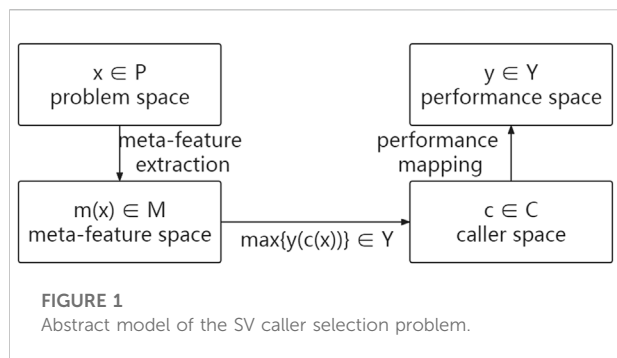 x ∈ P
problem space
y ∈ Y
performance space
meta-feature
extraction
performance
mapping
m(x) ∈ M
meta-feature space
max{y(c(x))} ∈ Y
c ∈ C
caller space
FIGURE 1
Abstract model of the SV caller selection problem.